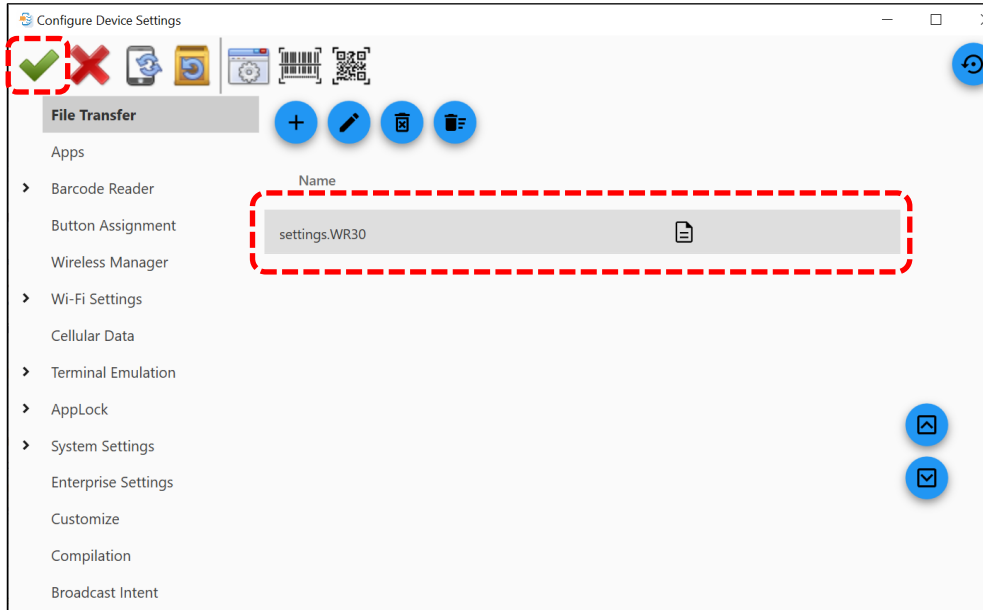 Configure Device Settings
File Transfer
Apps
Barcode Reader
Button Assignment
Wireless Manager
Wi-Fi Settings
Cellular Data
Terminal Emulation
AppLock
System Settings
Enterprise Settings
Customize
Compilation
Broadcast Intent
Name
settings.WR30